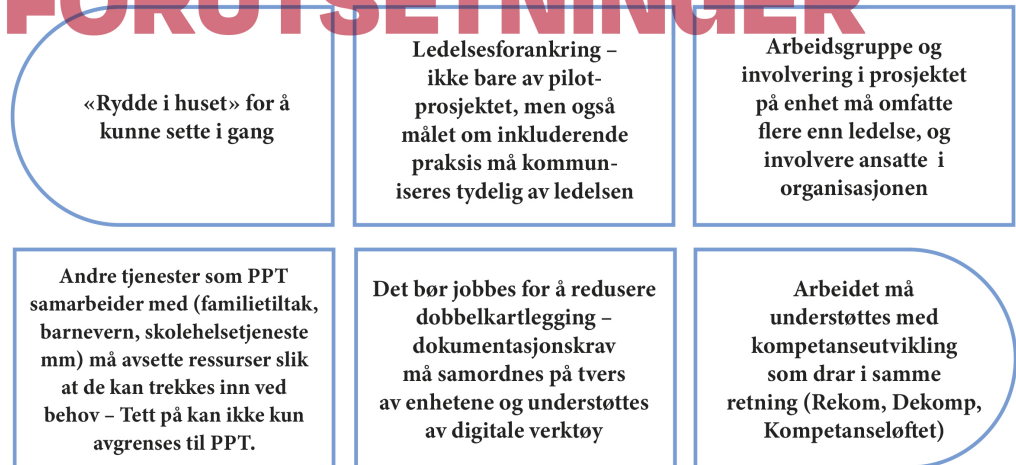 FORUTSETNINGER
«Rydde i huset» for å
kunne sette i gang
Ledelsesforankring –
ikke bare av pilot-
prosjektet, men også
målet om inkluderende
praksis må kommun-
iseres tydelig av ledelsen
Arbeidsgruppe og
involvering i prosjektet
på enhet må omfatte
flere enn ledelse, og
involvere ansatte i
organisasjonen
Andre tjenester som PPT
samarbeider med (familietiltak,
barnevern, skolehelsetjeneste
mm) må avsette ressurser slik
at de kan trekkes inn ved
behov – Tett på kan ikke kun
avgrenses til PPT.
Det bør jobbes for å redusere
dobbelkartlegging –
dokumentasjonskrav
må samordnes på tvers
av enhetene og understøttes
av digitale verktøy
Arbeidet må
understøttes med
kompetanseutvikling
som drar i samme
retning (Rekom, Dekomp,
Kompetanseløftet)